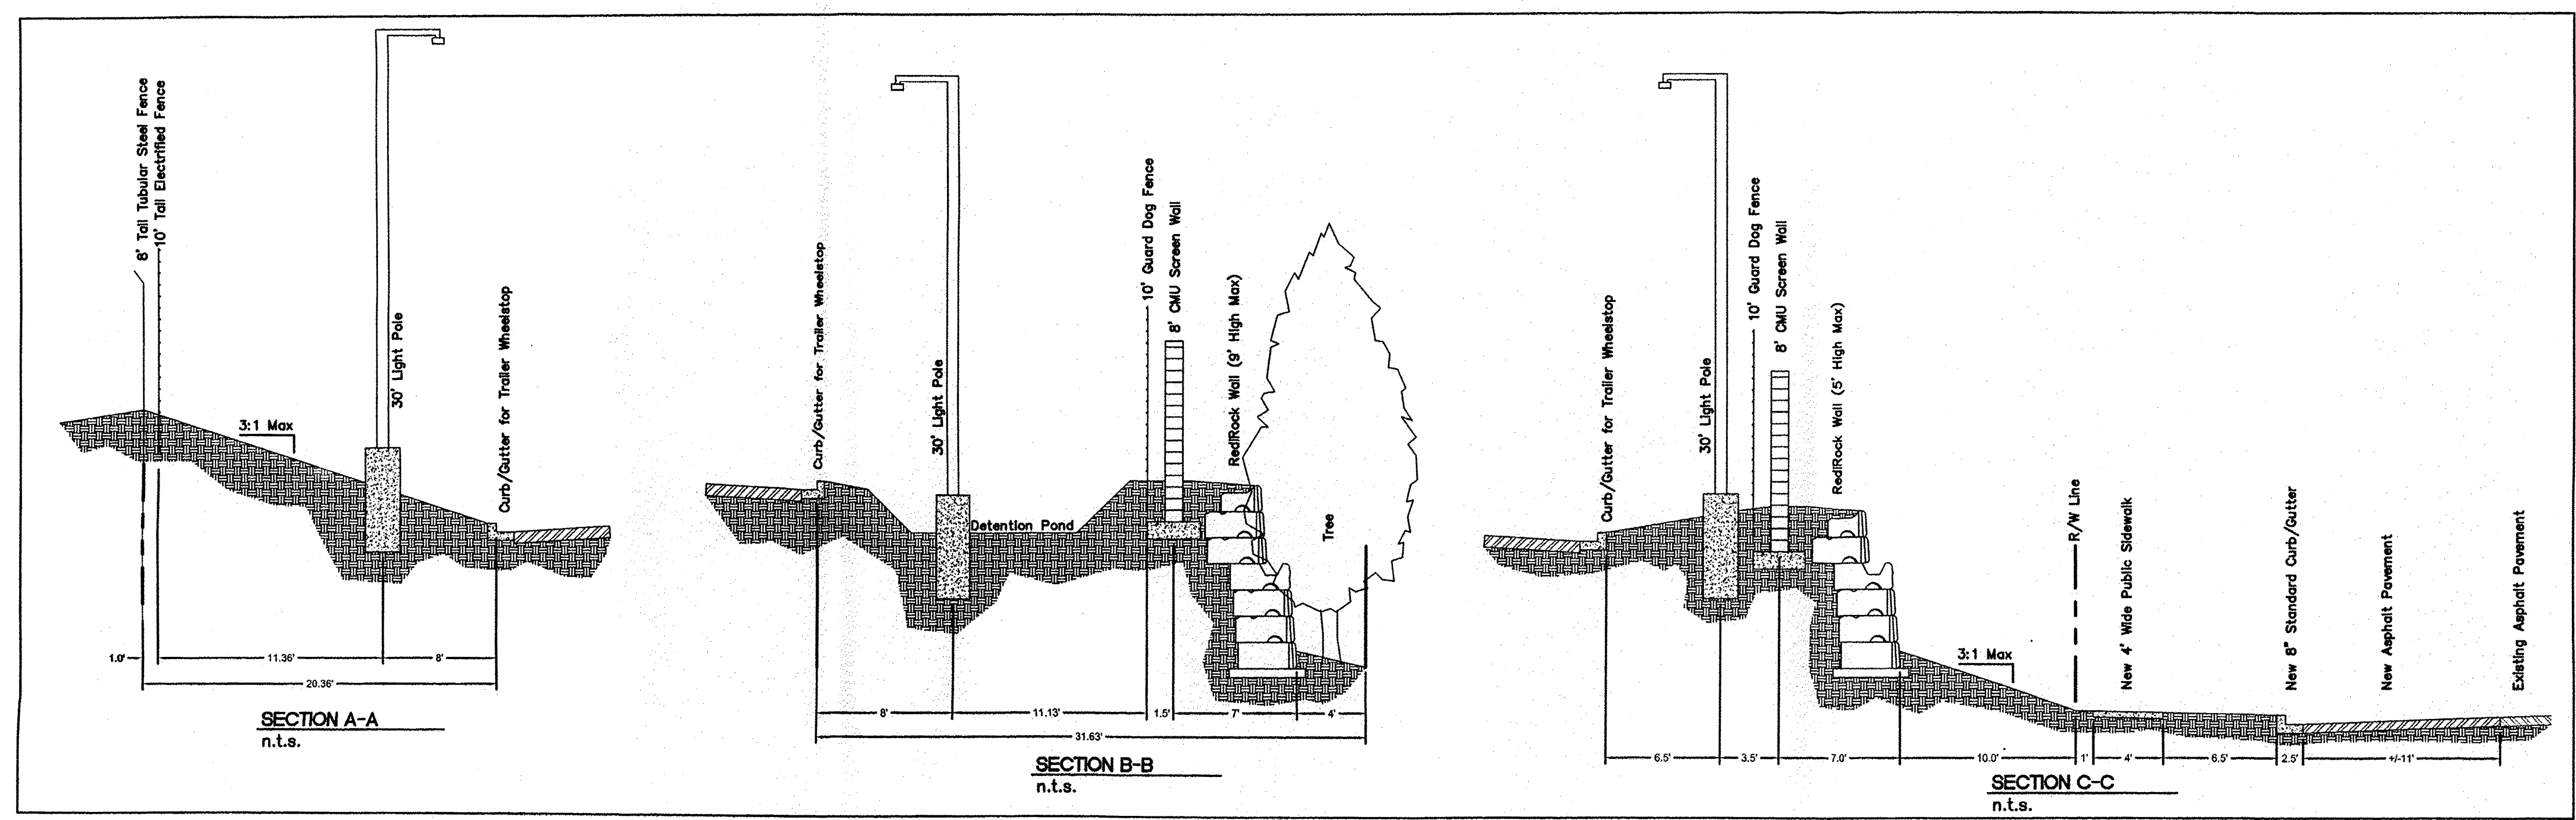 8' Tall Tubular Steel Fence
10' Tall Electrified Fence
3:1 Max
30' Light Pole
Curb/Gutter for Trailer Wheelstop
1.0'
11.36'
8'
20.36'
SECTION A-A
n.t.s.
Curb/Gutter for Trailer Wheelstop
30' Light Pole
Detention Pond
10' Guard Dog Fence
8' CMU Screen Wall
RediRock Wall (9' High Max)
Tree
8'
11.13'
1.5'
7'
4'
31.63'
SECTION B-B
n.t.s.
Curb/Gutter for Trailer Wheelstop
30' Light Pole
10' Guard Dog Fence
8' CMU Screen Wall
RediRock Wall (5' High Max)
3:1 Max
R/W Line
New 4' Wide Public Sidewalk
New 8" Standard Curb/Gutter
New Asphalt Pavement
Existing Asphalt Pavement
6.5'
3.5'
7.0'
10.0'
1'
4'
6.5'
2.5'
+/-11'
SECTION C-C
n.t.s.